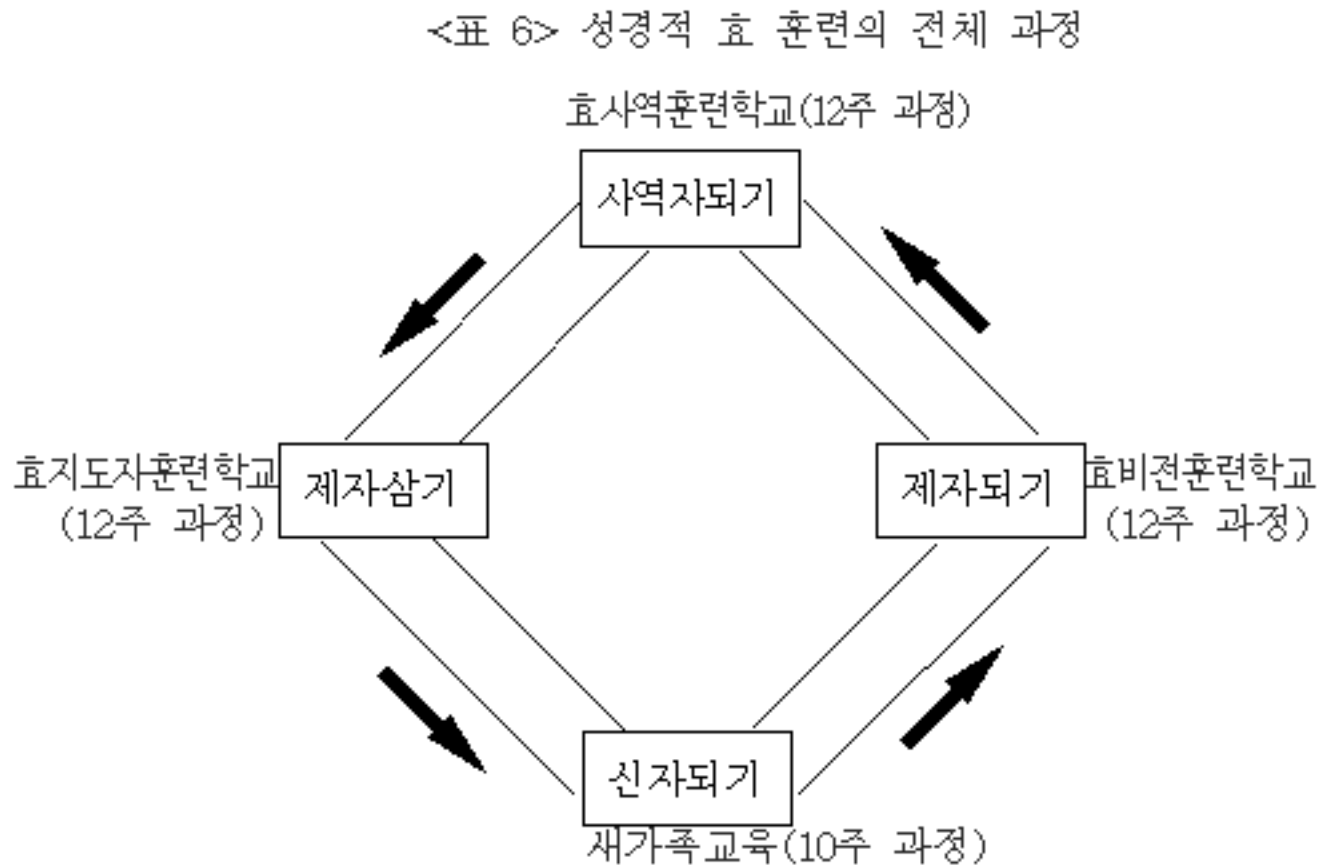 <표 6> 성경적 효 훈련의 전체 과정
효사역훈련학교(12주 과정)
사역자되기
효지도자훈련학교
(12주 과정)
제자삼기
제자되기
효비전훈련학교
(12주 과정)
신자되기
새가족교육(10주 과정)